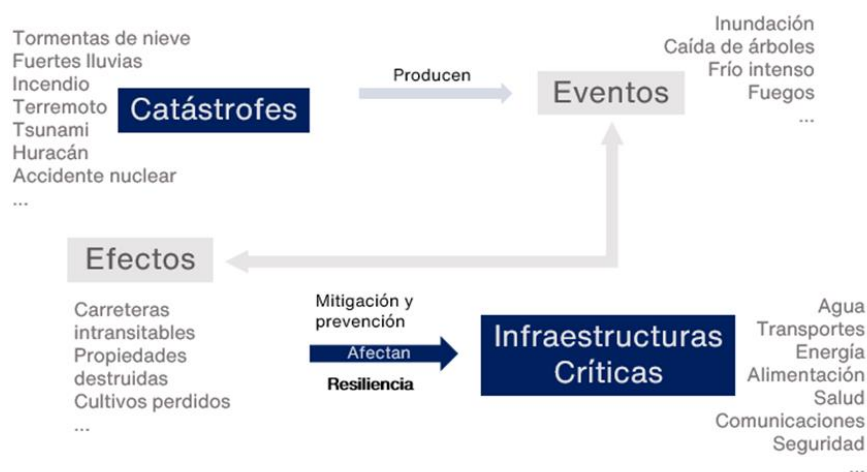 Tormentas de nieve
Fuertes lluvias
Incendio
Terremoto
Tsunami
Huracán
Accidente nuclear
...
Catástrofes
Producen
Eventos
Inundación
Caída de árboles
Frío intenso
Fuegos
...
Efectos
Carreteras
intransitables
Propiedades
destruidas
Cultivos perdidos
...
Mitigación y
prevención
Afectan
Resiliencia
Infraestructuras
Críticas
Agua
Transportes
Energía
Alimentación
Salud
Comunicaciones
Seguridad
...